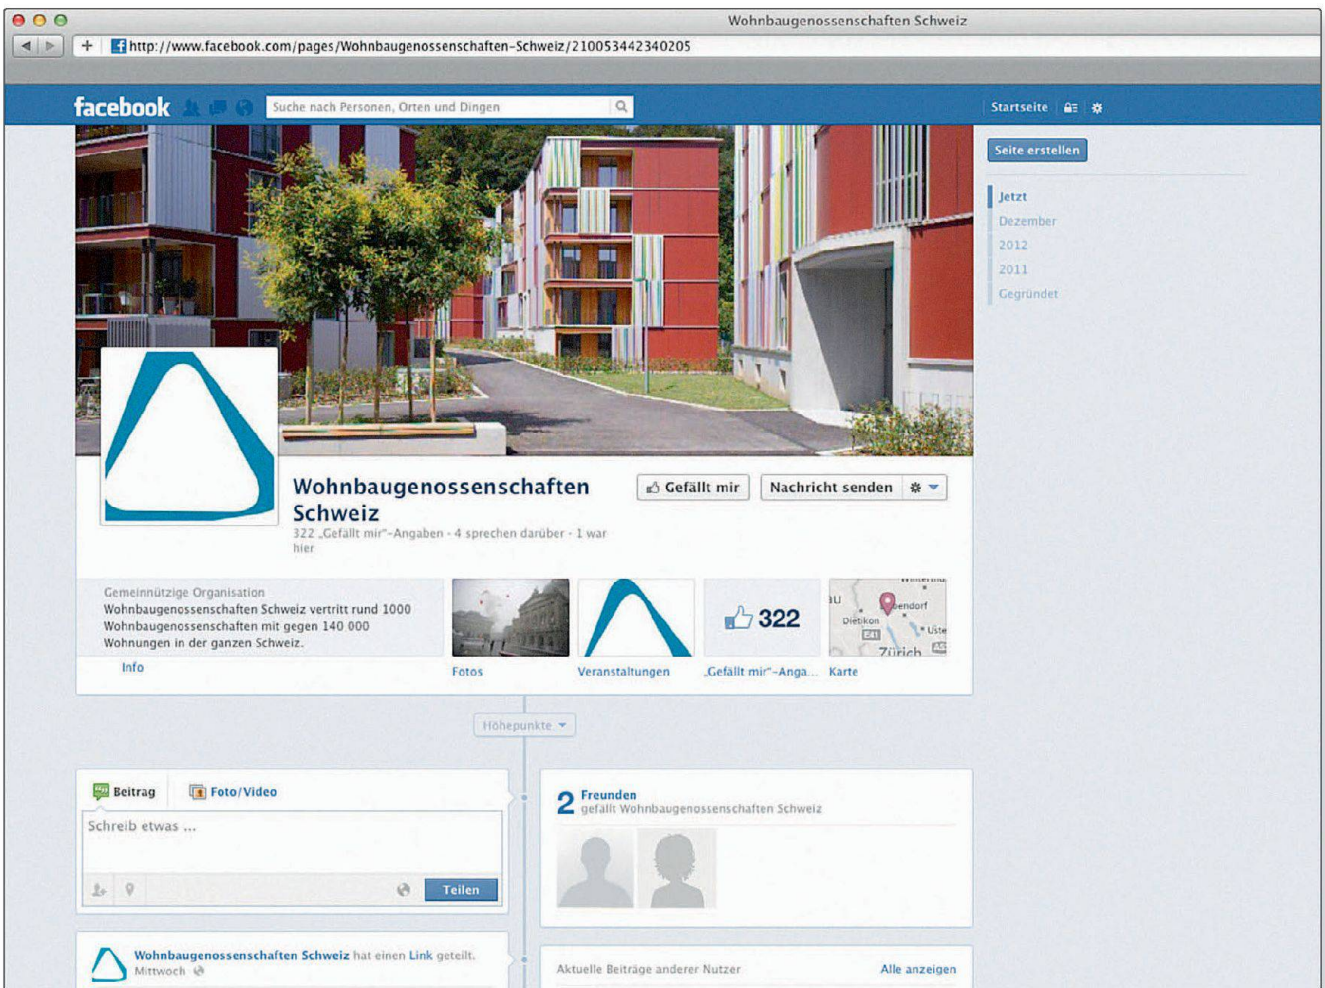 Wohnbaugenossenschaften Schweiz
http://www.facebook.com/pages/Wohnbaugenossenschaften-Schweiz/210053442340205
facebook
Suche nach Personen, Orten und Dingen
Startseite
Seite erstellen
Jetzt
Dezember
2012
2011
Gegründet
Wohnbaugenossenschaften
Schweiz
322 „Gefällt mir“-Angaben · 4 sprechen darüber · 1 war
hier
Gefällt mir
Nachricht senden
Gemeinnützige Organisation
Wohnbaugenossenschaften Schweiz vertritt rund 1000
Wohnbaugenossenschaften mit gegen 140 000
Wohnungen in der ganzen Schweiz.
Info
Fotos
Veranstaltungen
322
„Gefällt mir“-Anga...
Dietikon
E41
Zürich
Karte
Höhepunkte
Beitrag
Foto/Video
Schreib etwas ...
Teilen
2 Freunden
gefällt Wohnbaugenossenschaften Schweiz
Wohnbaugenossenschaften Schweiz hat einen Link geteilt.
Mittwoch
Aktuelle Beiträge anderer Nutzer
Alle anzeigen